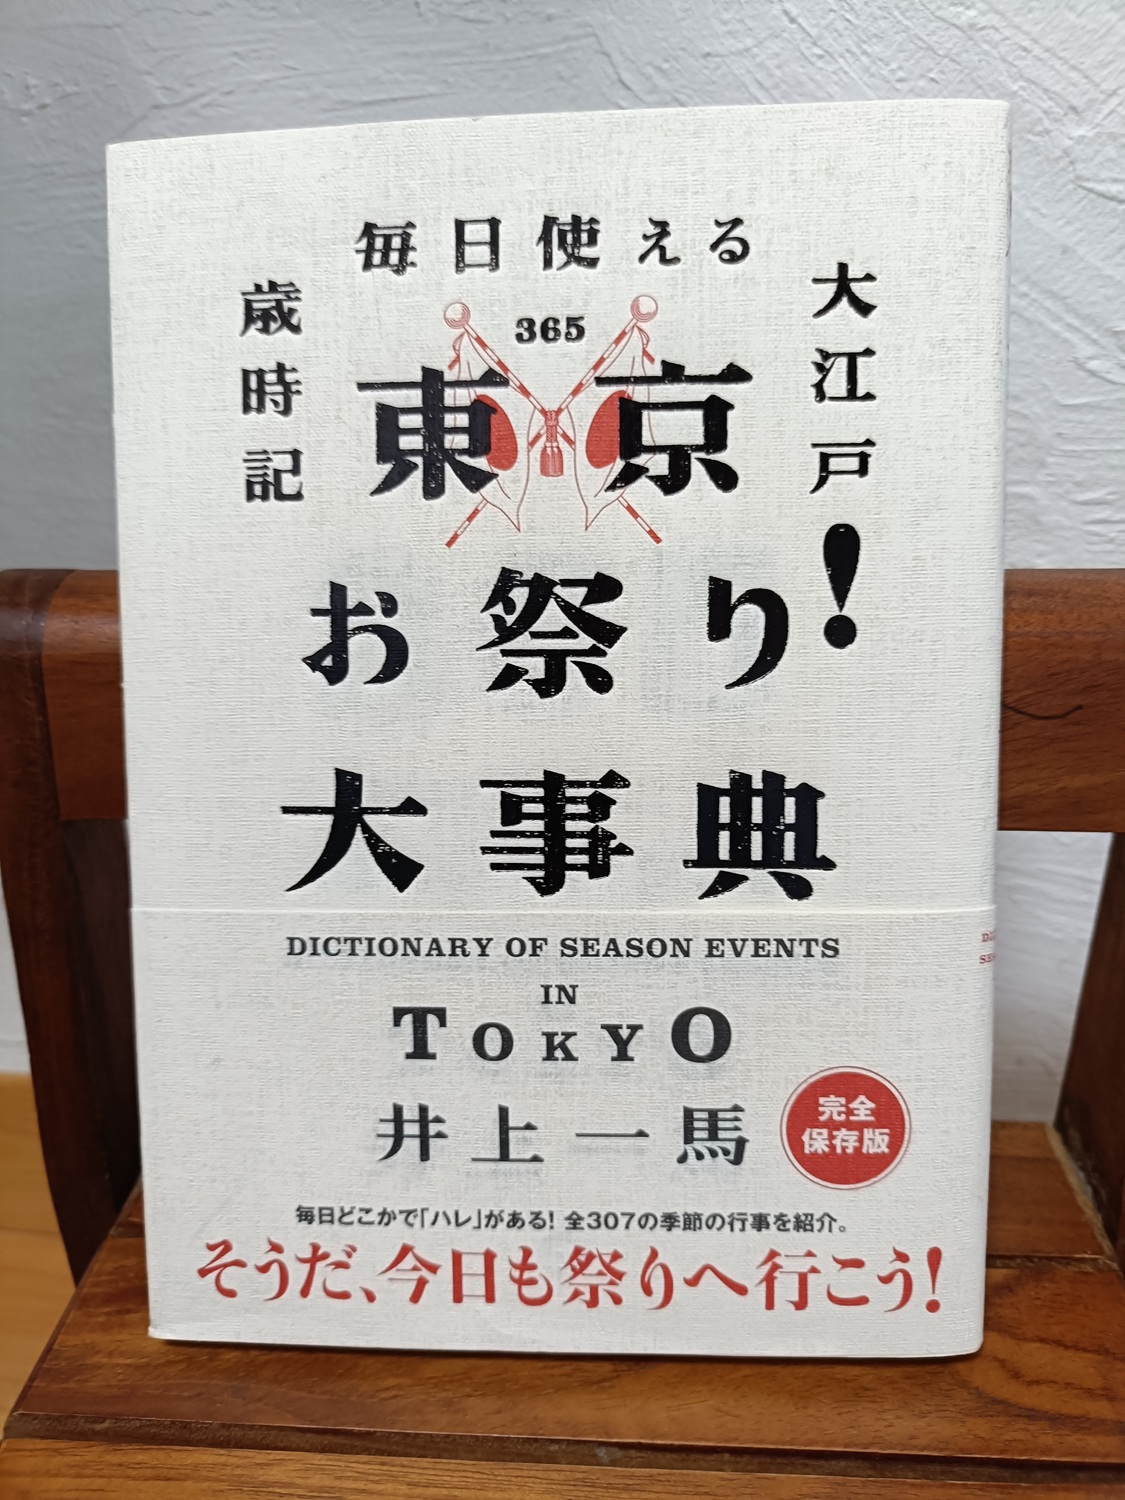 毎日使える
大江戸
歳時記
365
東京
お祭り!
大事典
DICTIONARY OF SEASON EVENTS
IN
TOKYO
井上一馬
完全
保存版
毎日どこかで「ハレ」がある! 全307の季節の行事を紹介。
そうだ、今日も祭りへ行こう!